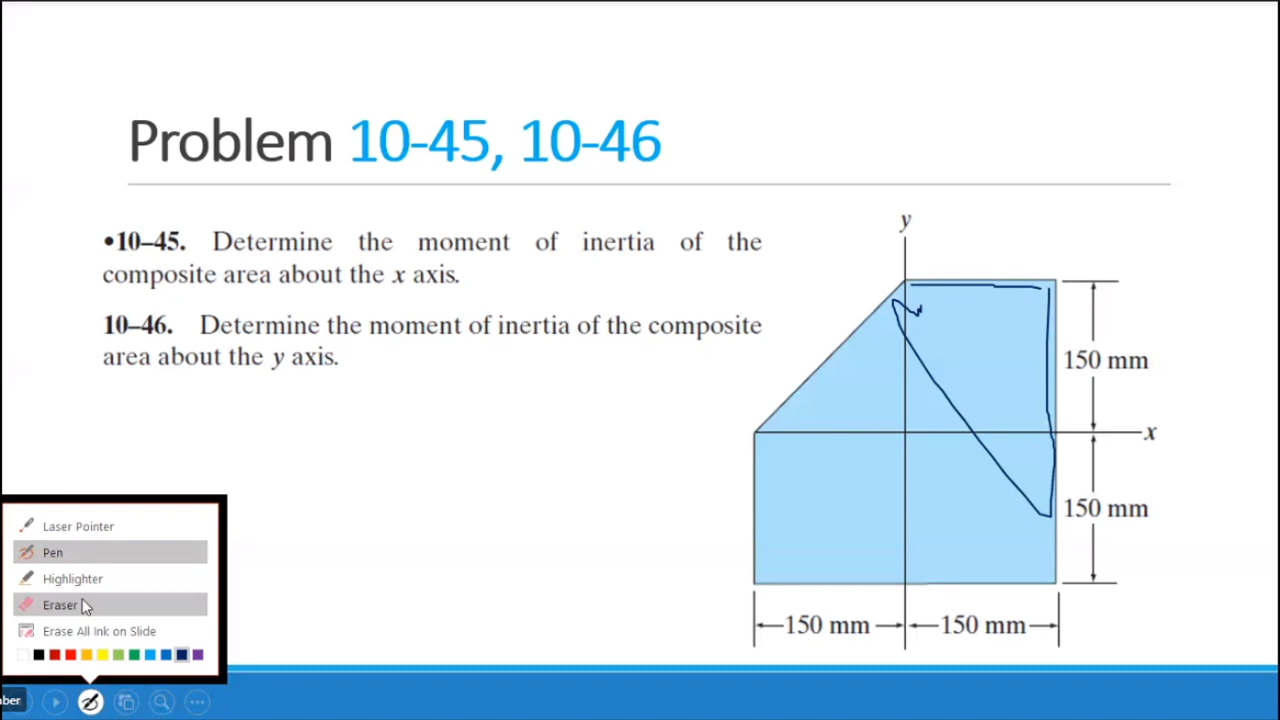 Problem 10-45, 10-46
•10–45. Determine the moment of inertia of the
composite area about the x axis.
10–46. Determine the moment of inertia of the composite
area about the y axis.
y
150 mm
x
150 mm
150 mm
150 mm
Laser Pointer
Pen
Highlighter
Eraser
Erase All Ink on Slide
ber